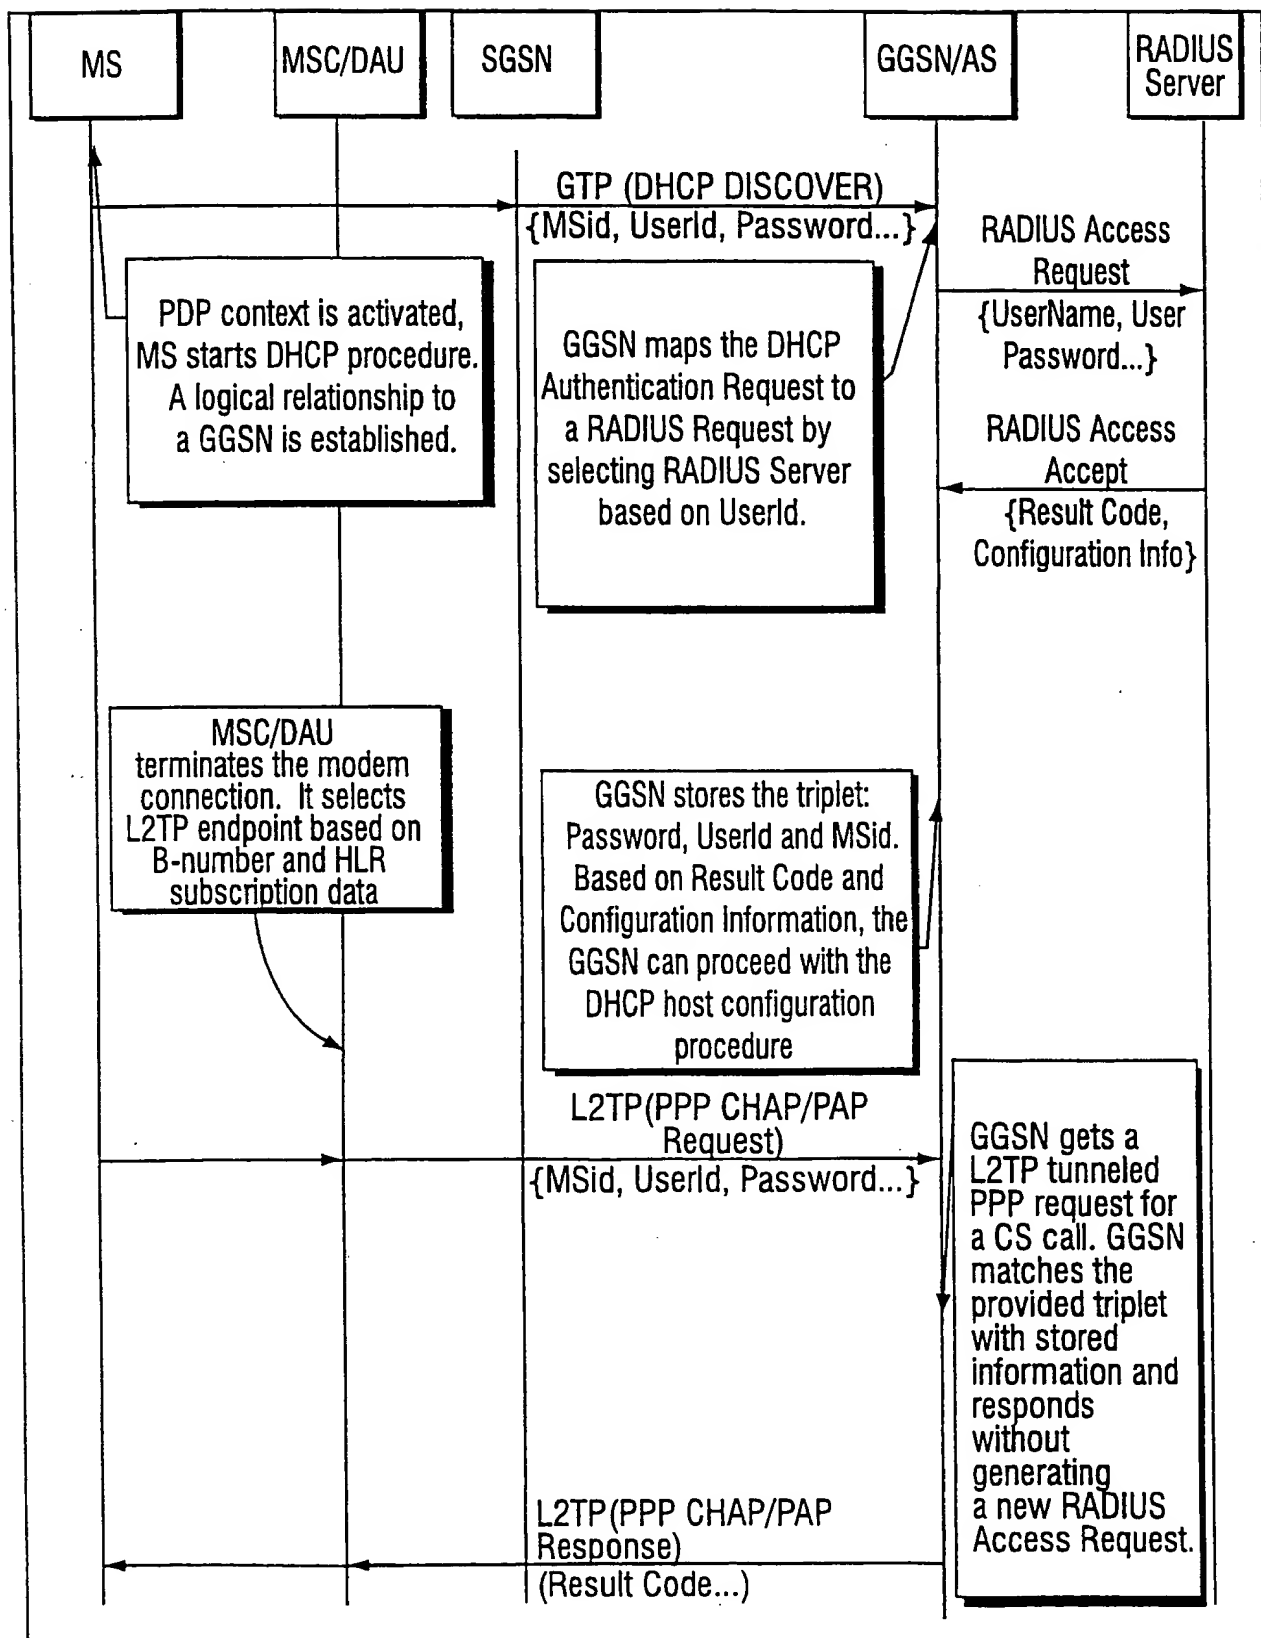 MS
MSC/DAU
SGSN
GGSN/AS
RADIUS
Server
GTP (DHCP DISCOVER)
{MSid, UserId, Password...}
RADIUS Access
Request
{UserName, User
Password...}
PDP context is activated,
MS starts DHCP procedure.
A logical relationship to
a GGSN is established.
GGSN maps the DHCP
Authentication Request to
a RADIUS Request by
selecting RADIUS Server
based on UserId.
RADIUS Access
Accept
{Result Code,
Configuration Info}
MSC/DAU
terminates the modem
connection. It selects
L2TP endpoint based on
B-number and HLR
subscription data
GGSN stores the triplet:
Password, UserId and MSid.
Based on Result Code and
Configuration Information, the
GGSN can proceed with the
DHCP host configuration
procedure
L2TP(PPP CHAP/PAP
Request)
{MSid, UserId, Password...}
GGSN gets a
L2TP tunneled
PPP request for
a CS call. GGSN
matches the
provided triplet
with stored
information and
responds
without
generating
a new RADIUS
Access Request.
L2TP(PPP CHAP/PAP
Response)
(Result Code...)